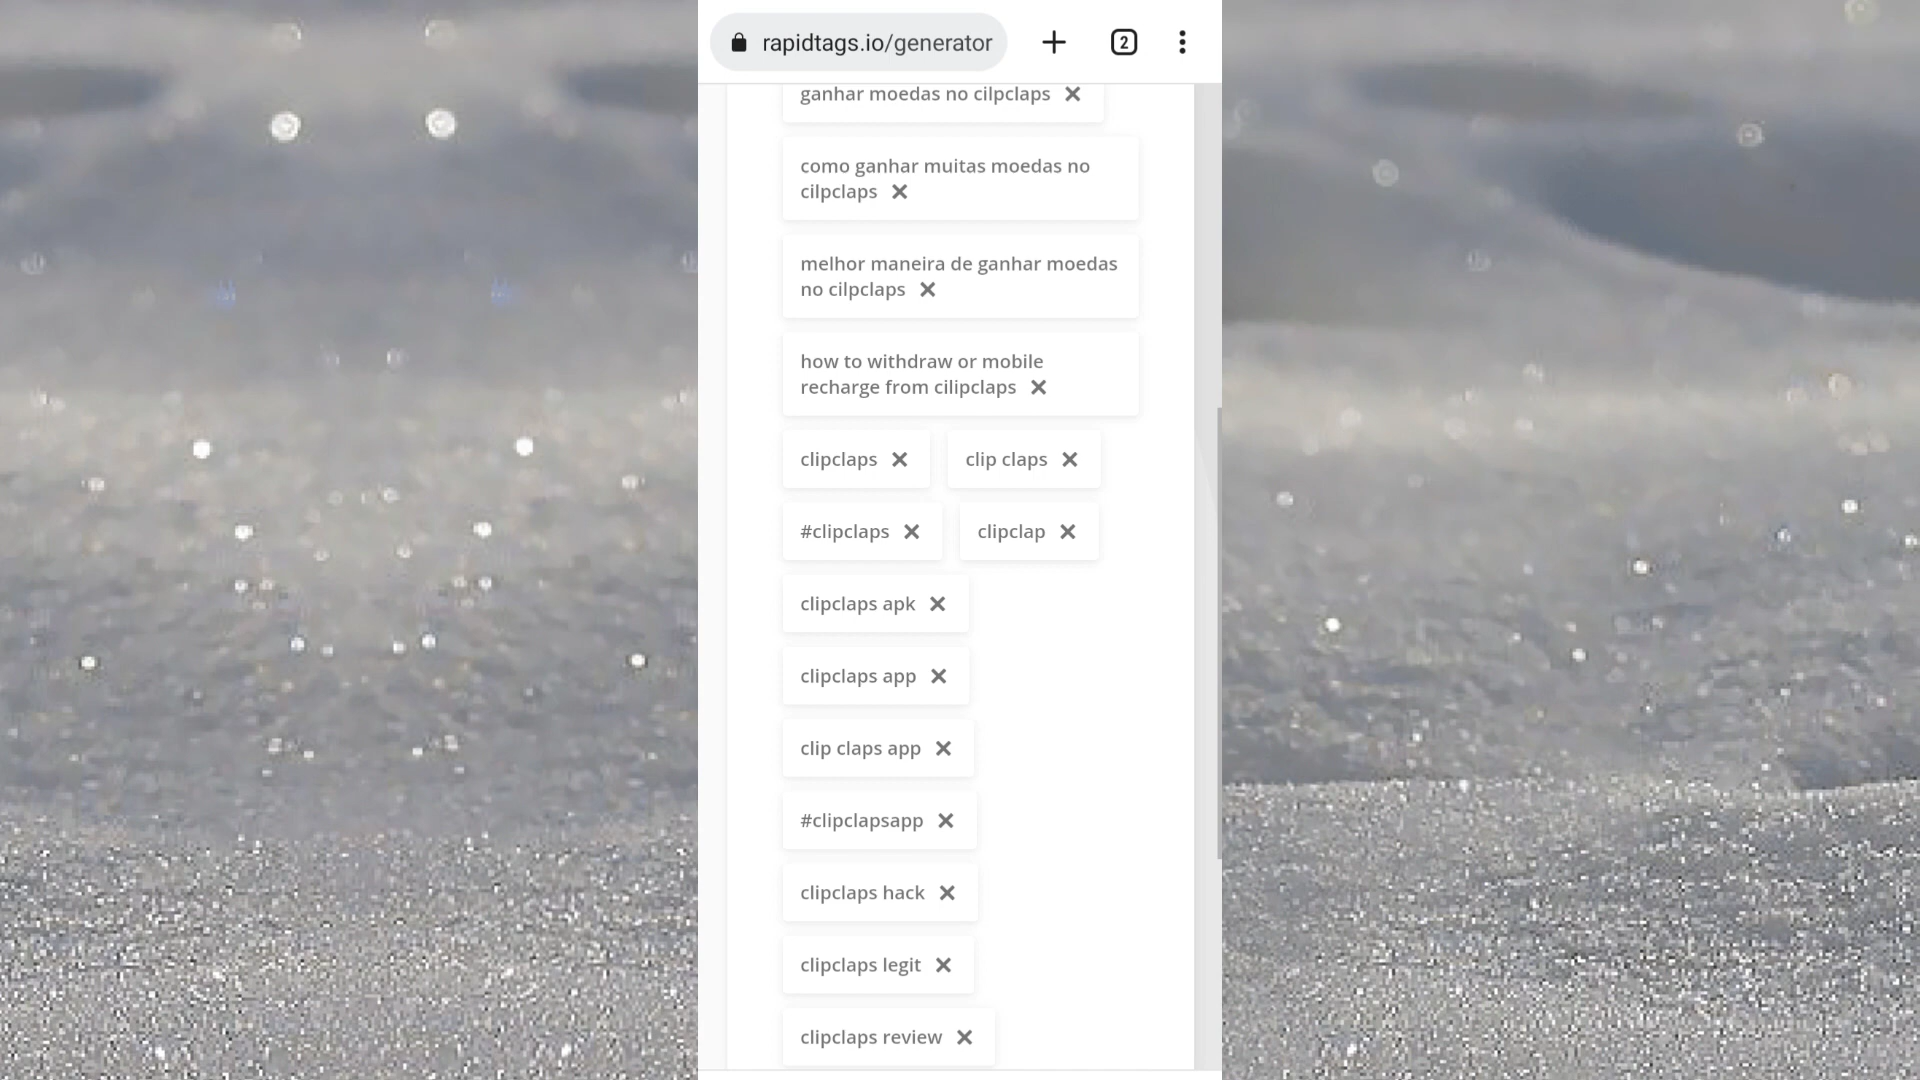 rapidtags.io/generator
2
ganhar moedas no cilpclaps
como ganhar muitas moedas no
cilpclaps
melhor maneira de ganhar moedas
no cilpclaps
how to withdraw or mobile
recharge from cilipclaps
clipclaps
clip claps
#clipclaps
clipclap
clipclaps apk
clipclaps app
clip claps app
#clipclapsapp
clipclaps hack
clipclaps legit
clipclaps review